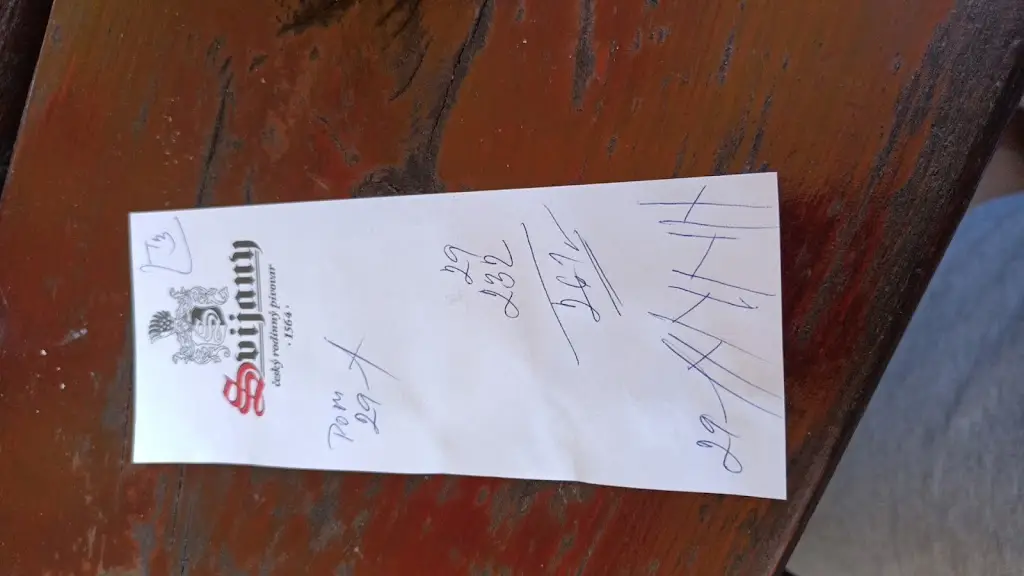 T3
Svijany
český rodinný pivovar
· 1564 ·
Pom
29
29
232
261
29